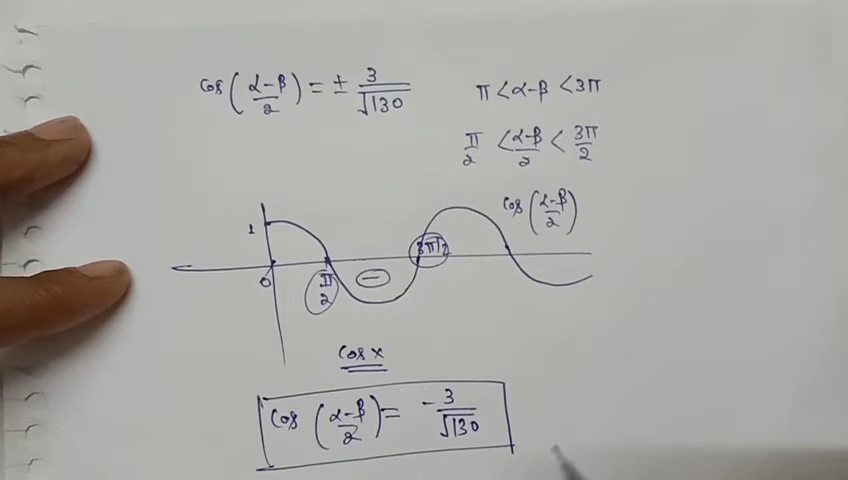 cos(α-β/2) = ± 3/√130 π < α-β < 3π
π/2 < α-β/2 < 3π/2
cos(α-β/2)
1
0 π/2 − 3π/2
cos x
cos(α-β/2) = -3/√130